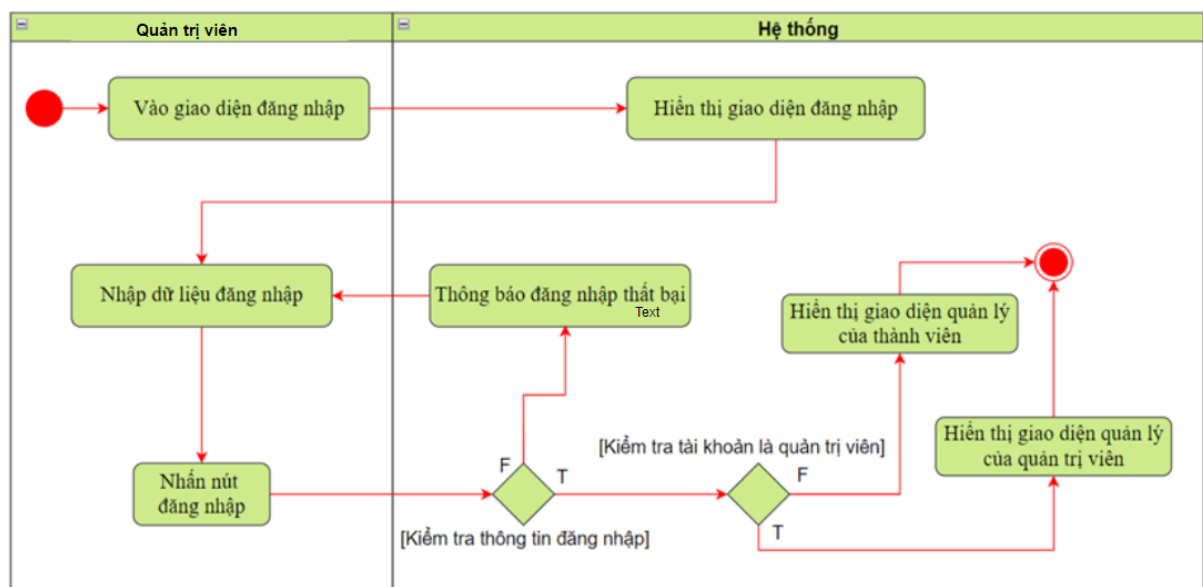 Quản trị viên
Hệ thống
Vào giao diện đăng nhập
Hiển thị giao diện đăng nhập
Nhập dữ liệu đăng nhập
Thông báo đăng nhập thất bại
Text
Hiển thị giao diện quản lý
của thành viên
Hiển thị giao diện quản lý
của quản trị viên
[Kiểm tra tài khoản là quản trị viên]
Nhấn nút
đăng nhập
F
T
F
T
[Kiểm tra thông tin đăng nhập]